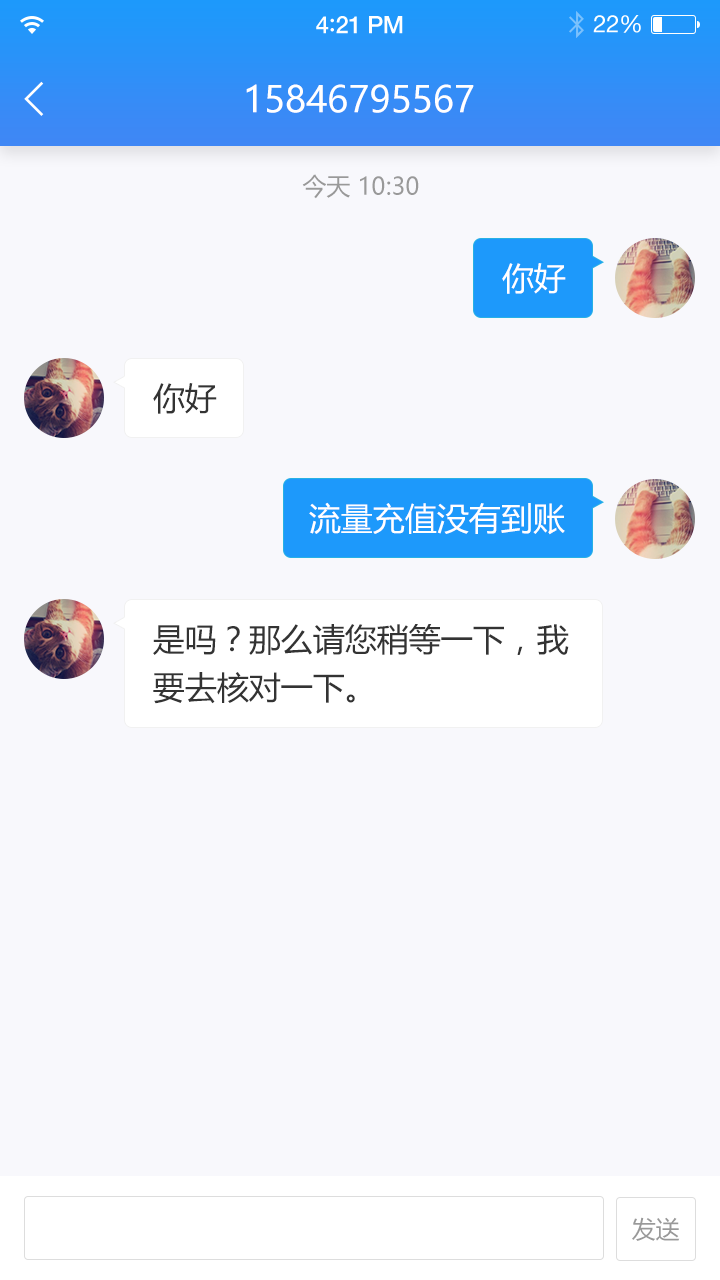 4:21 PM
22%
15846795567
今天 10:30
你好
你好
流量充值没有到账
是吗？那么请您稍等一下，我
要去核对一下。
发送